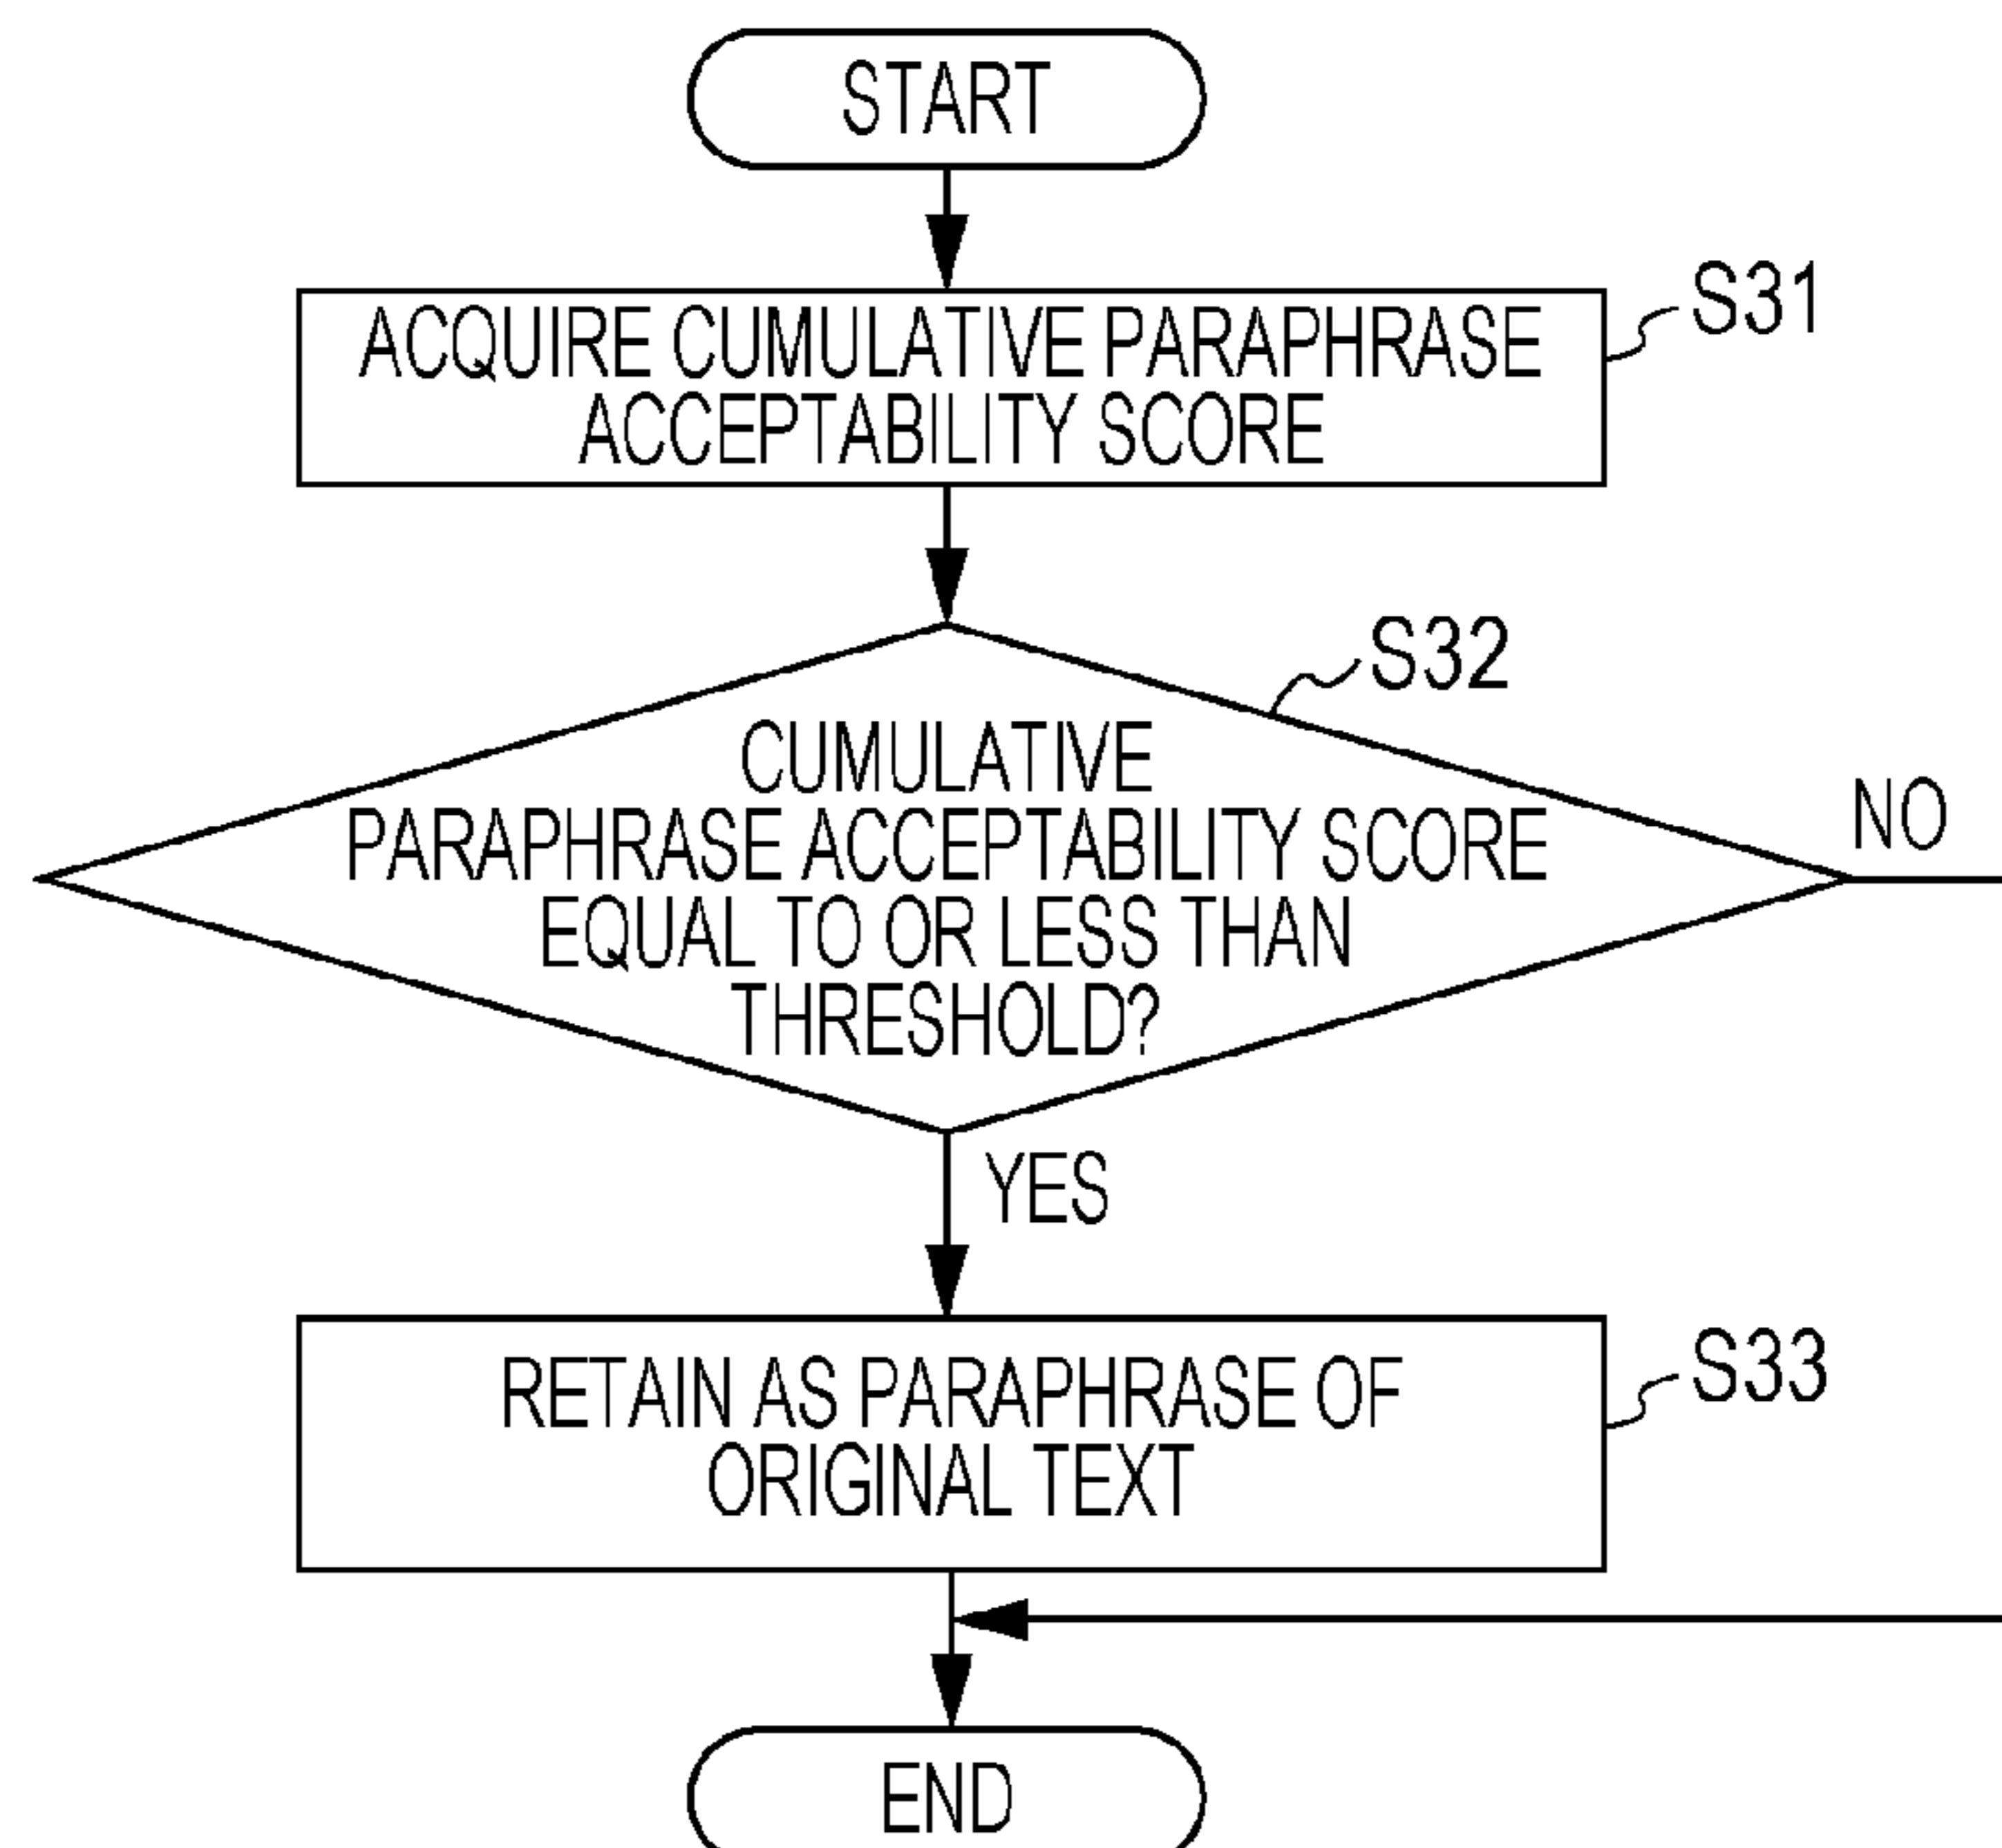 START
ACQUIRE CUMULATIVE PARAPHRASE
ACCEPTABILITY SCORE
S31
S32
CUMULATIVE
PARAPHRASE ACCEPTABILITY SCORE
EQUAL TO OR LESS THAN
THRESHOLD?
NO
YES
RETAIN AS PARAPHRASE OF
ORIGINAL TEXT
S33
END